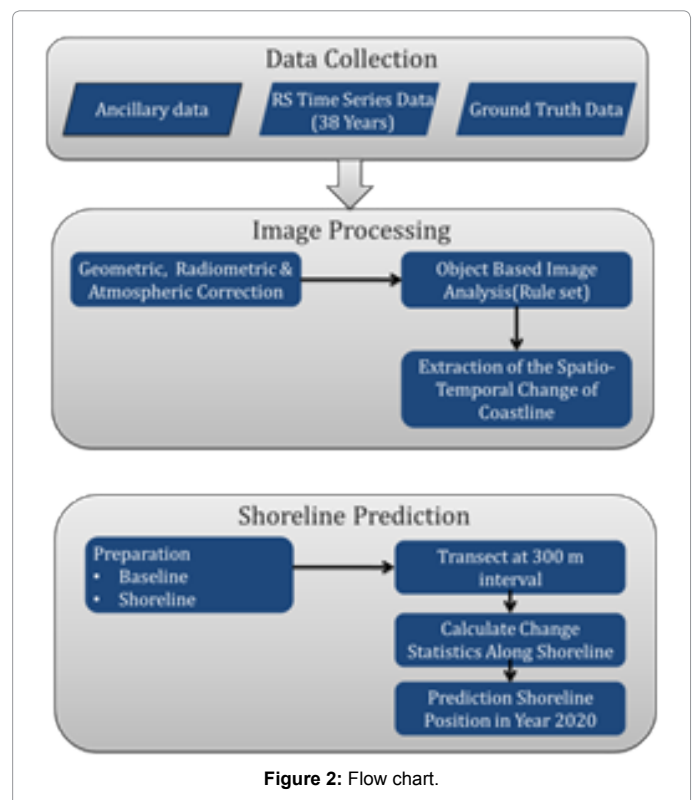 Data Collection
Ancillary data
RS Time Series Data
(38 Years)
Ground Truth Data
Image Processing
Geometric, Radiometric &
Atmospheric Correction
Object Based Image
Analysis(Rule set)
Extraction of the Spatio-
Temporal Change of
Coastline
Shoreline Prediction
Preparation
• Baseline
• Shoreline
Transect at 300 m
interval
Calculate Change
Statistics Along Shoreline
Prediction Shoreline
Position in Year 2020
Figure 2: Flow chart.